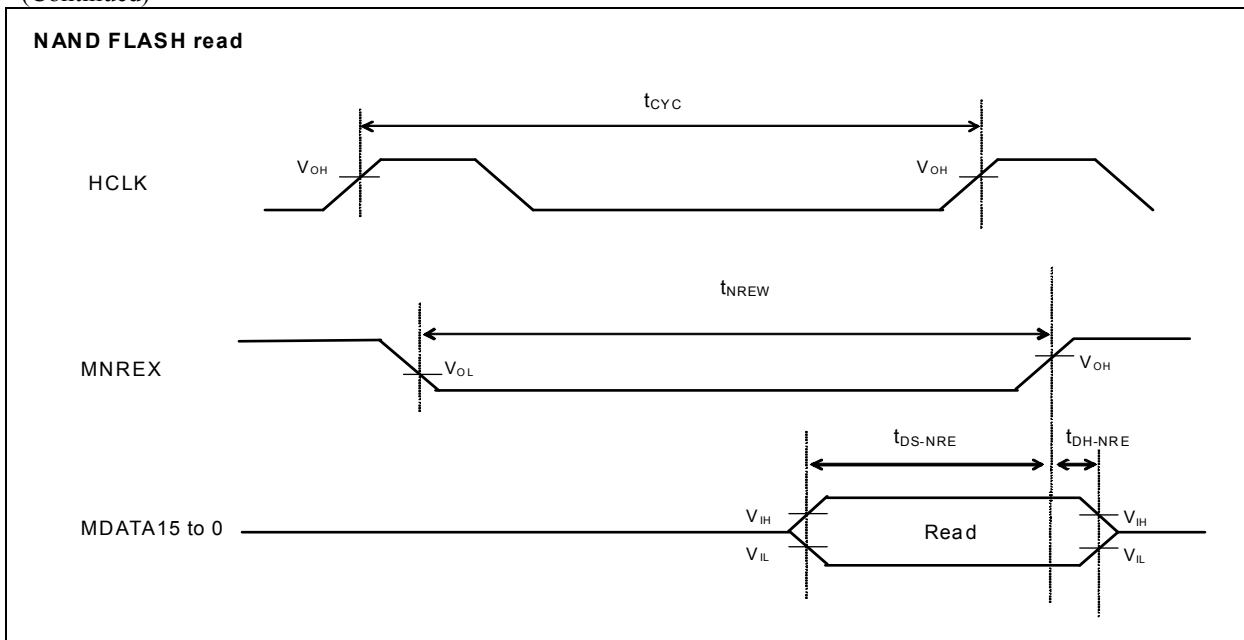 (Continued)
NAND FLASH read
tCYC
VOH
VOH
HCLK
tNREW
MNREX
VOL
VOH
tDS-NRE
tDH-NRE
MDATA15 to 0
VIH
VIL
Read
VIH
VIL